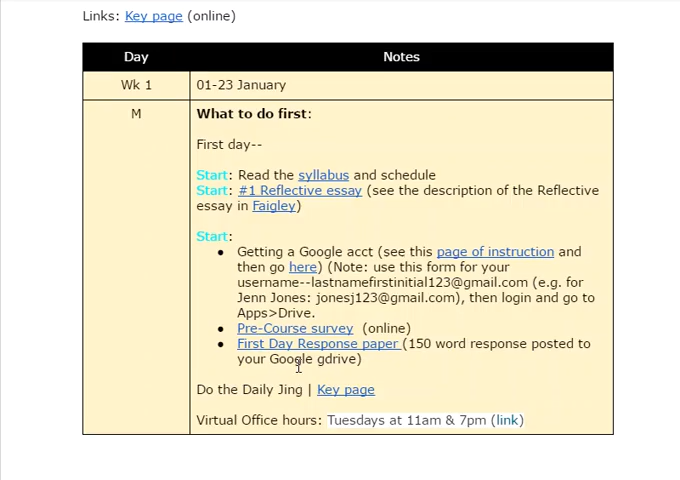 Links: Key page (online)
Day Notes
Wk 1 01-23 January
M What to do first:
First day--
Start: Read the syllabus and schedule
Start: #1 Reflective essay (see the description of the Reflective
essay in Faigley)
Start:
● Getting a Google acct (see this page of instruction and
then go here) (Note: use this form for your
username--lastnamefirstinitial123@gmail.com (e.g. for
Jenn Jones: jonesj123@gmail.com), then login and go to
Apps>Drive.
● Pre-Course survey (online)
● First Day Response paper (150 word response posted to
your Google gdrive)
Do the Daily Jing | Key page
Virtual Office hours: Tuesdays at 11am & 7pm (link)